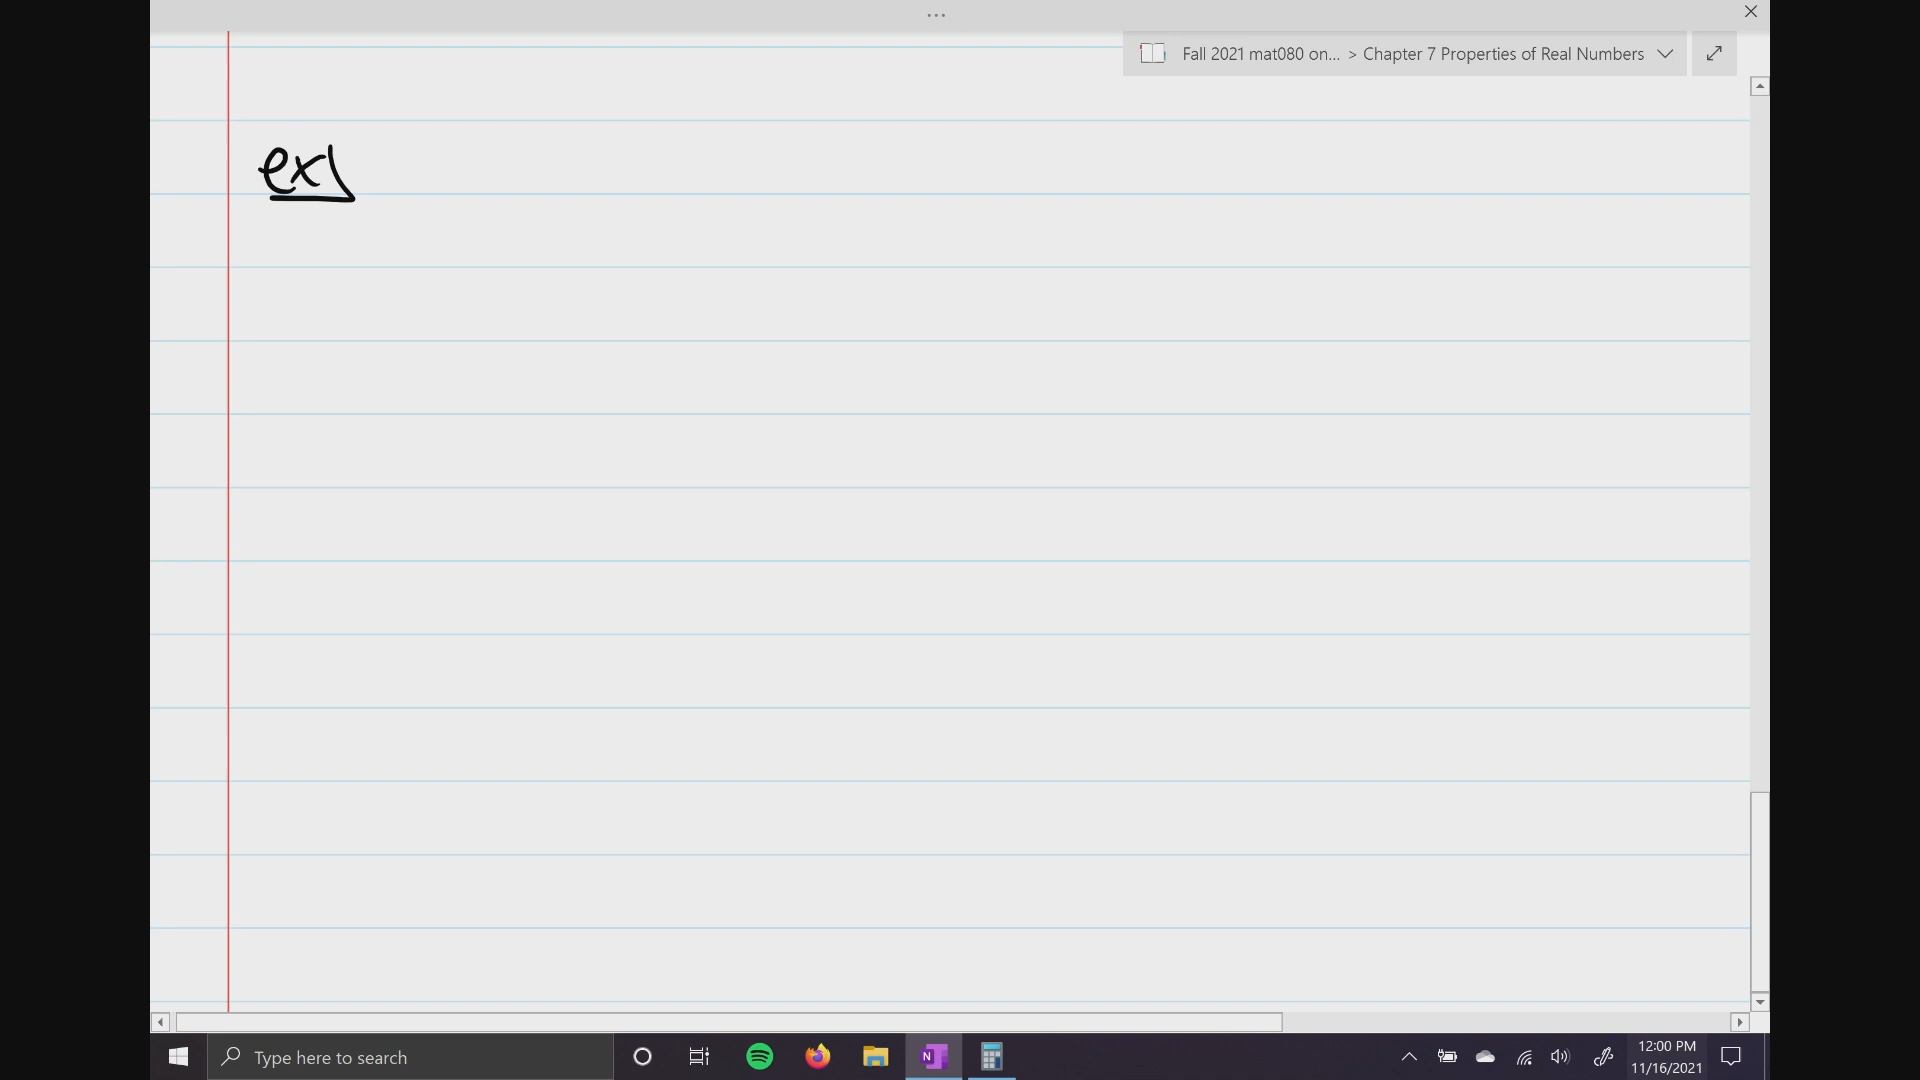 Fall 2021 mat080 on... > Chapter 7 Properties of Real Numbers
ex)
Type here to search
12:00 PM
11/16/2021